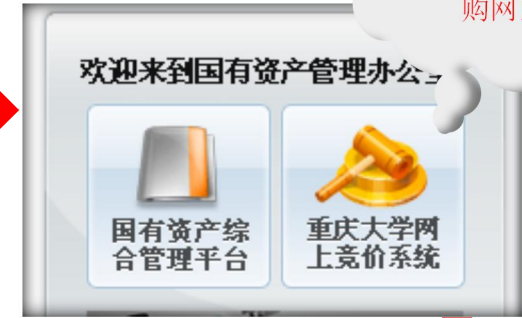 购网
欢迎来到国有资产管理办公
国有资产综
合管理平台
重庆大学网
上竞价系统